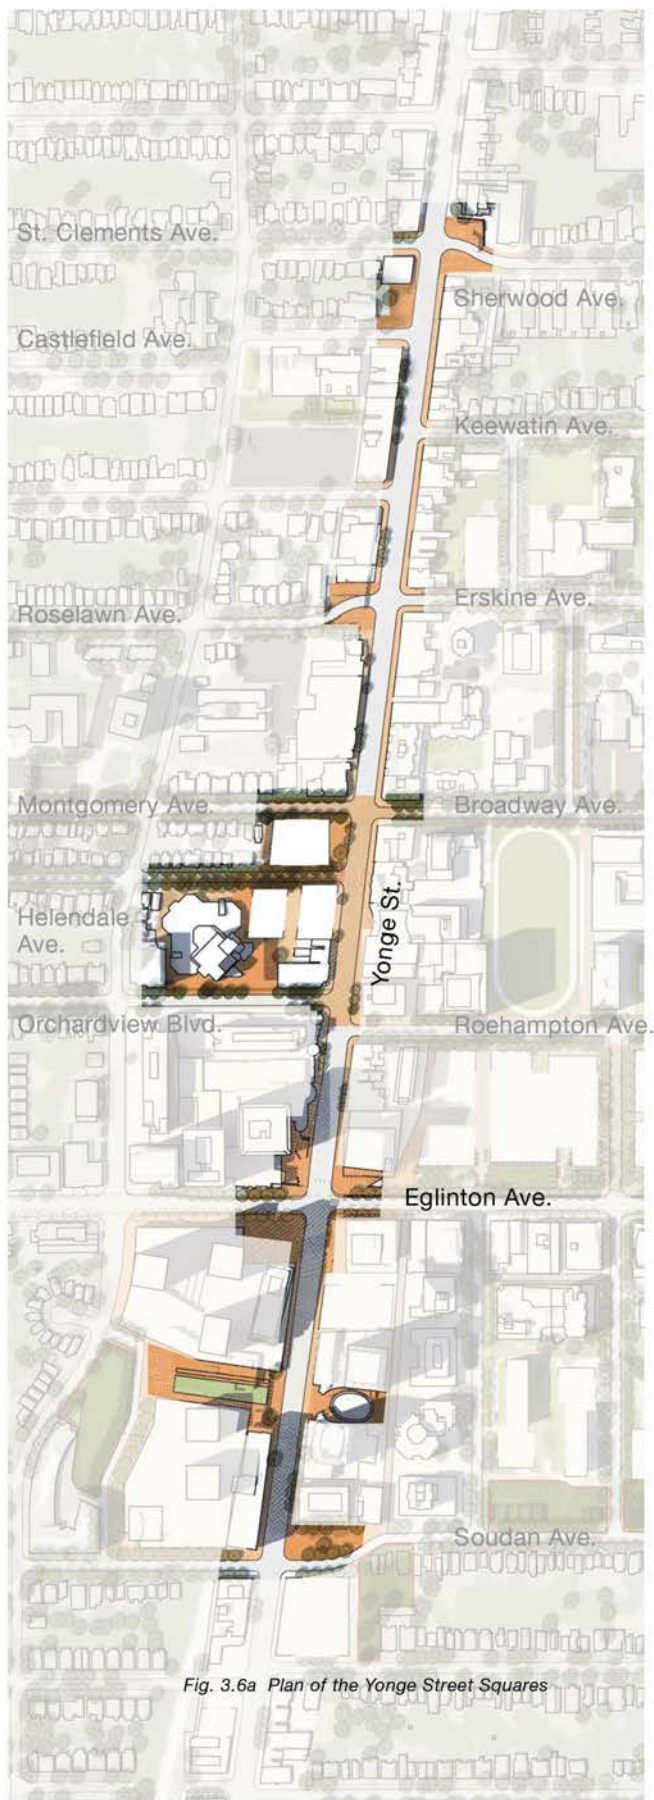 St. Clements Ave.
Sherwood Ave.
Castlefield Ave.
Keewatin Ave.
Erskine Ave.
Roselawn Ave.
Montgomery Ave.
Broadway Ave.
Yonge St.
Helendale
Ave.
Orchardview Blvd.
Roehampton Ave.
Eglinton Ave.
Soudan Ave.
Fig. 3.6a Plan of the Yonge Street Squares